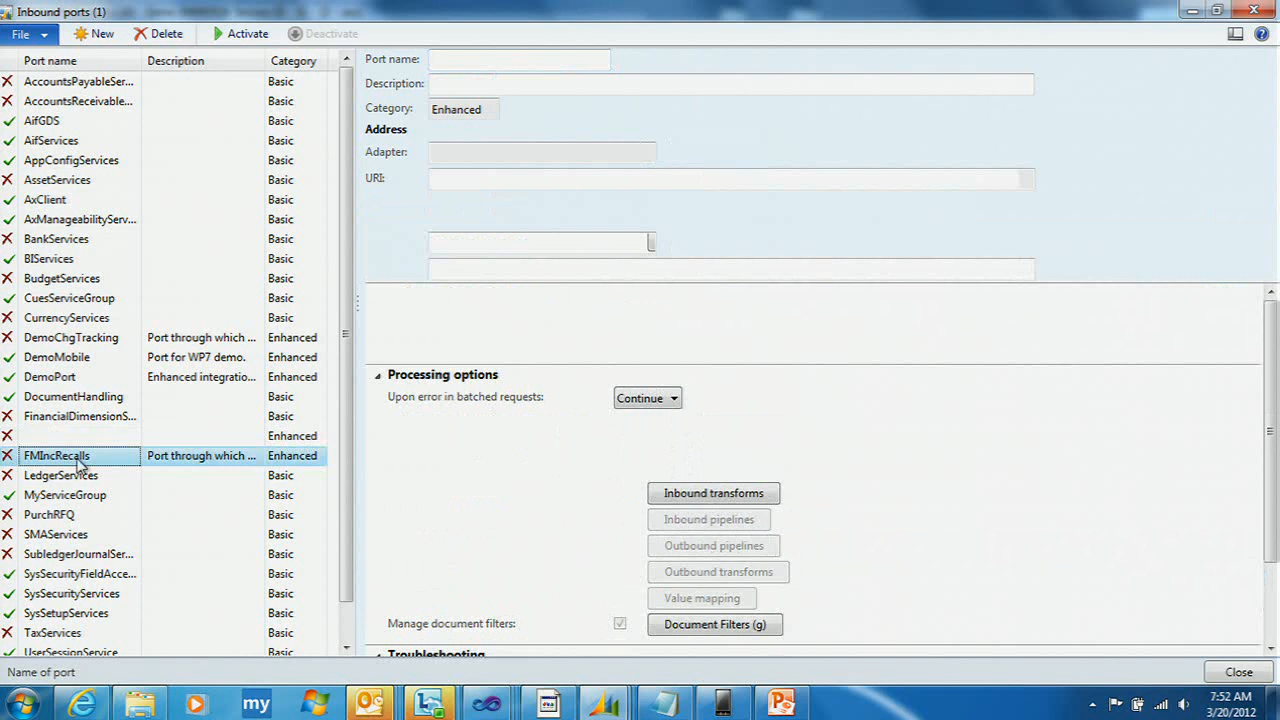 Inbound ports (1)
File New Delete Activate Deactivate
Port name Description Category
AccountsPayableSer... Basic
AccountsReceivable... Basic
AifGDS Basic
AifServices Basic
AppConfigServices Basic
AssetServices Basic
AxClient Basic
AxManageabilityServ... Basic
BankServices Basic
BIServices Basic
BudgetServices Basic
CuesServiceGroup Basic
CurrencyServices Basic
DemoChgTracking Port through which ... Enhanced
DemoMobile Port for WP7 demo. Enhanced
DemoPort Enhanced integratio... Enhanced
DocumentHandling Basic
FinancialDimensionS... Basic
Enhanced
FMIncRecalls Port through which ... Enhanced
LedgerServices Basic
MyServiceGroup Basic
PurchRFQ Basic
SMAServices Basic
SubledgerJournalSer... Basic
SysSecurityFieldAcce... Basic
SysSecurityServices Basic
SysSetupServices Basic
TaxServices Basic
UserSessionService Basic
Port name:
Description:
Category: Enhanced
Address
Adapter:
URI:
Processing options
Upon error in batched requests: Continue
Inbound transforms
Inbound pipelines
Outbound pipelines
Outbound transforms
Value mapping
Manage document filters: Document Filters (g)
Troubleshooting
Name of port
Close
my
7:52 AM
3/20/2012